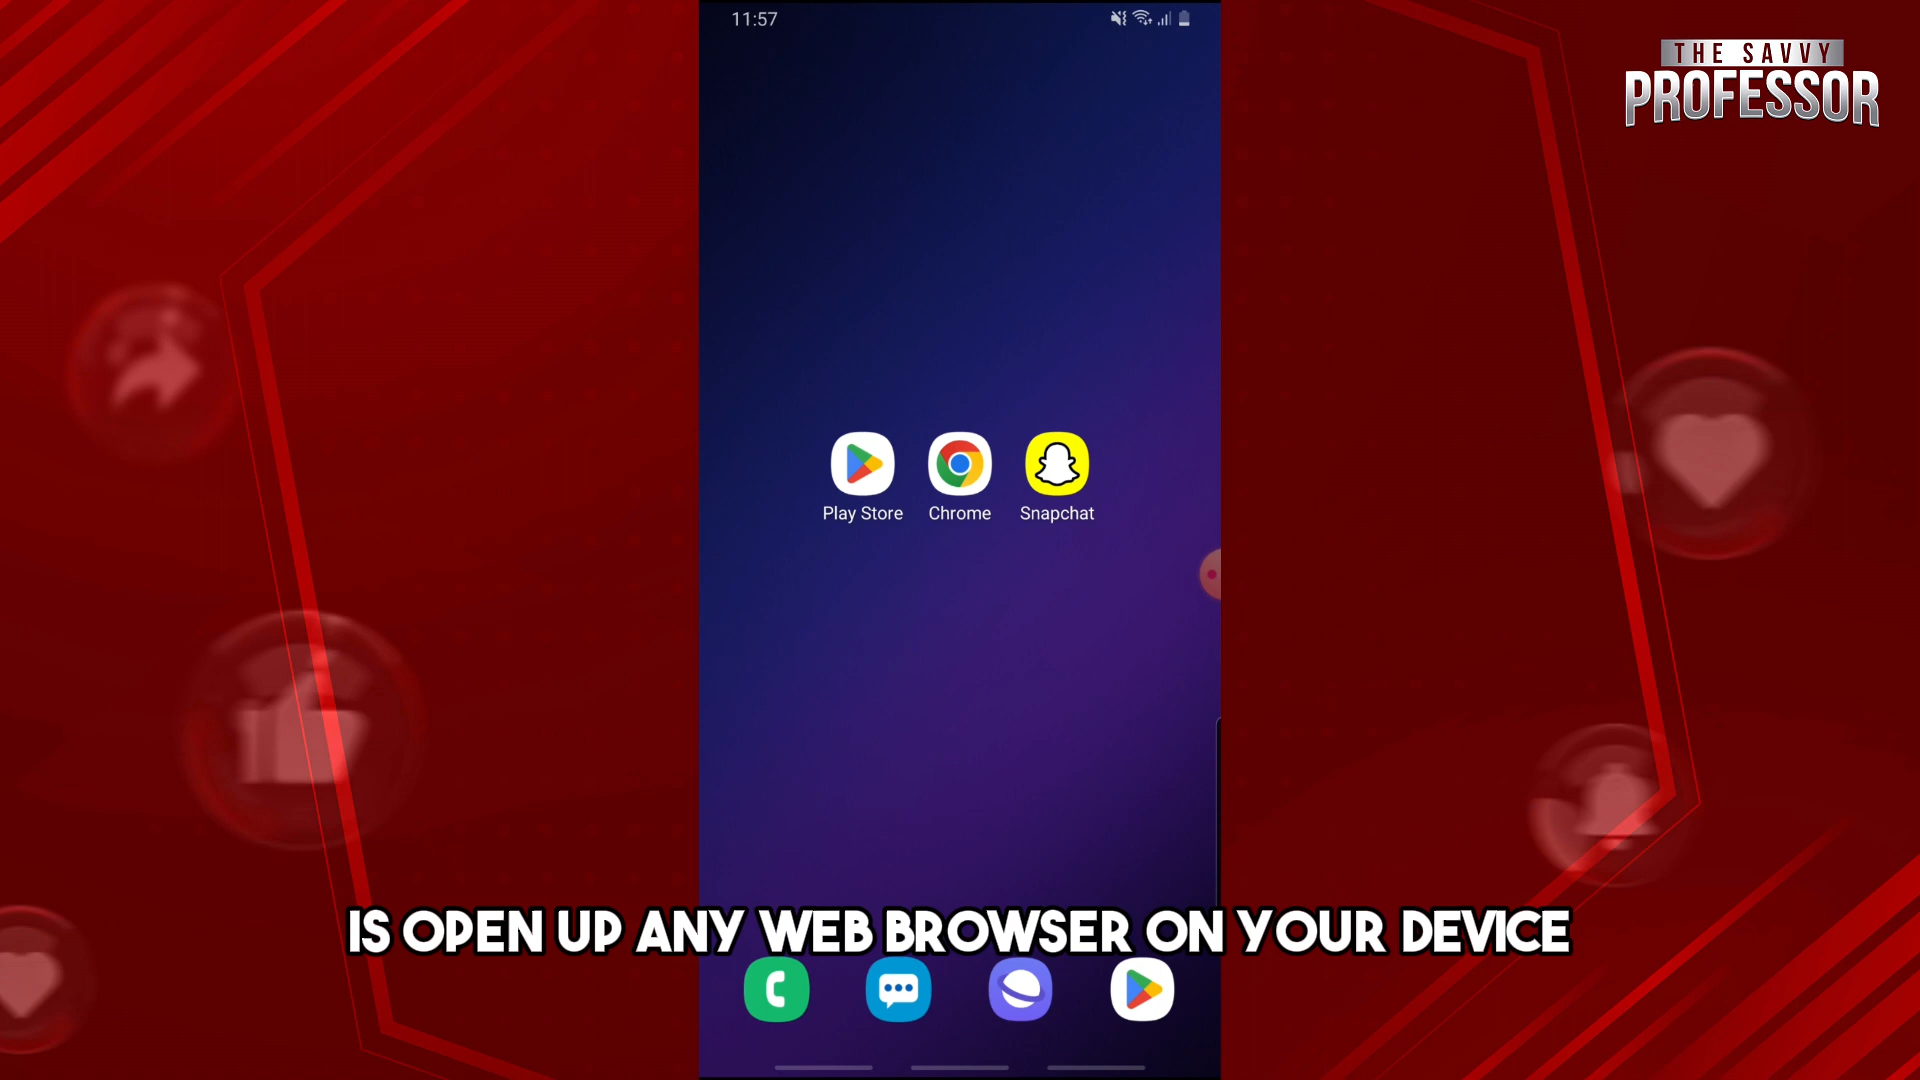 11:57
THE SAVVY
PROFESSOR
Play Store
Chrome
Snapchat
IS OPEN UP ANY WEB BROWSER ON YOUR DEVICE